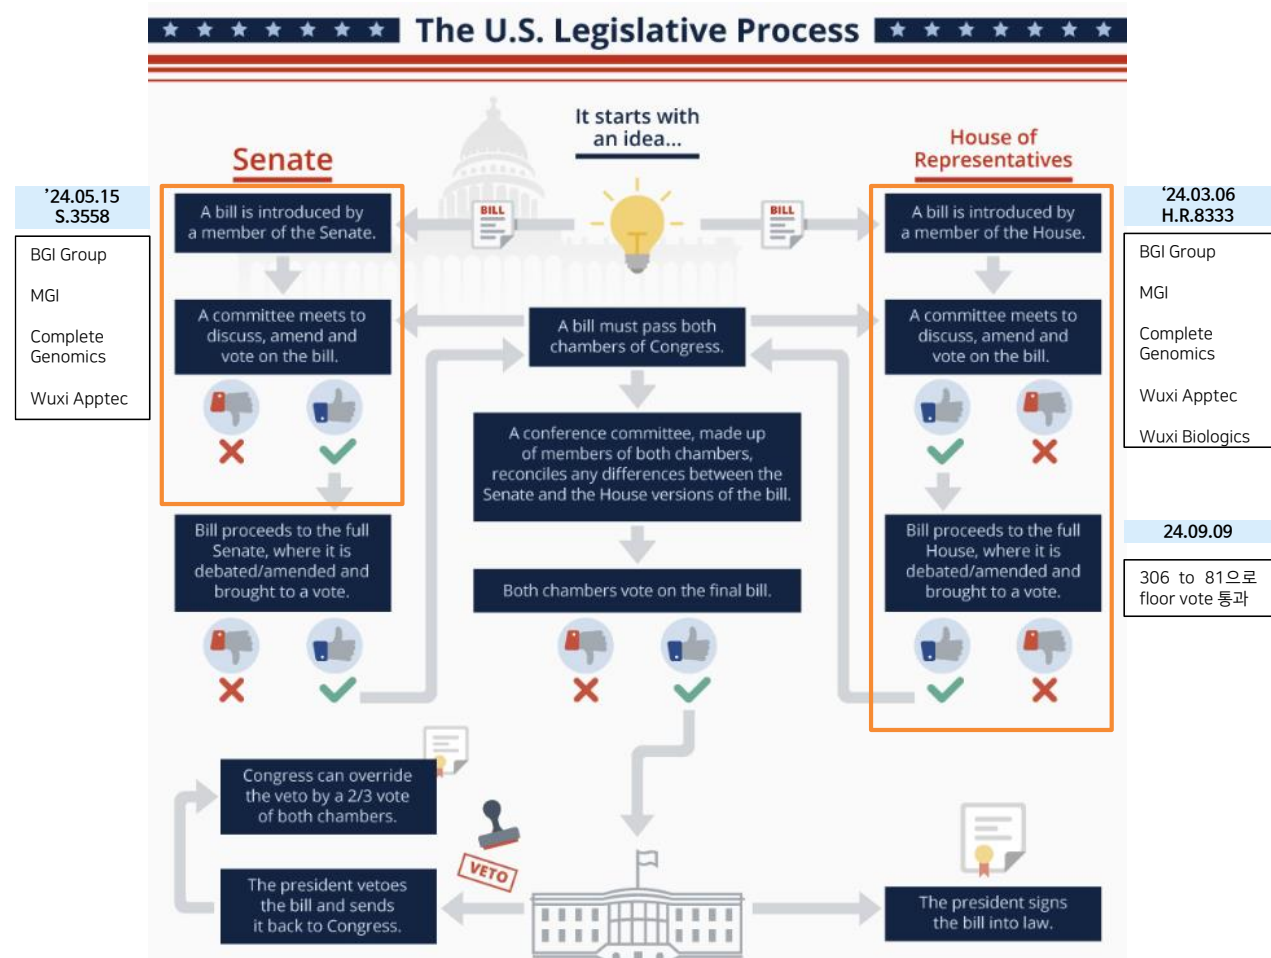 The U.S. Legislative Process
It starts with
an idea...
Senate
House of
Representatives
’24.05.15
S.3558
BGI Group
MGI
Complete
Genomics
Wuxi Apptec
A bill is introduced by
a member of the Senate.
BILL
BILL
A bill is introduced by
a member of the House.
‘24.03.06
H.R.8333
BGI Group
MGI
Complete
Genomics
Wuxi Apptec
Wuxi Biologics
A committee meets to
discuss, amend and
vote on the bill.
A bill must pass both
chambers of Congress.
A committee meets to
discuss, amend and
vote on the bill.
A conference committee, made up
of members of both chambers,
reconciles any differences between the
Senate and the House versions of the bill.
Bill proceeds to the full
Senate, where it is
debated/amended and
brought to a vote.
Both chambers vote on the final bill.
Bill proceeds to the full
House, where it is
debated/amended and
brought to a vote.
24.09.09
306 to 81으로
floor vote 통과
Congress can override
the veto by a 2/3 vote
of both chambers.
VETO
The president vetoes
the bill and sends
it back to Congress.
The president signs
the bill into law.